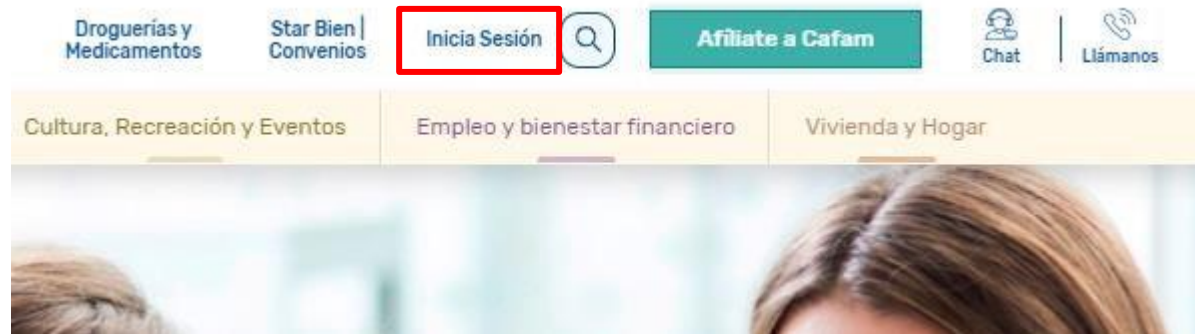 Droguerías y
Medicamentos
Star Bien |
Convenios
Inicia Sesión
Afíliate a Cafam
Chat
Llámanos
Cultura, Recreación y Eventos
Empleo y bienestar financiero
Vivienda y Hogar